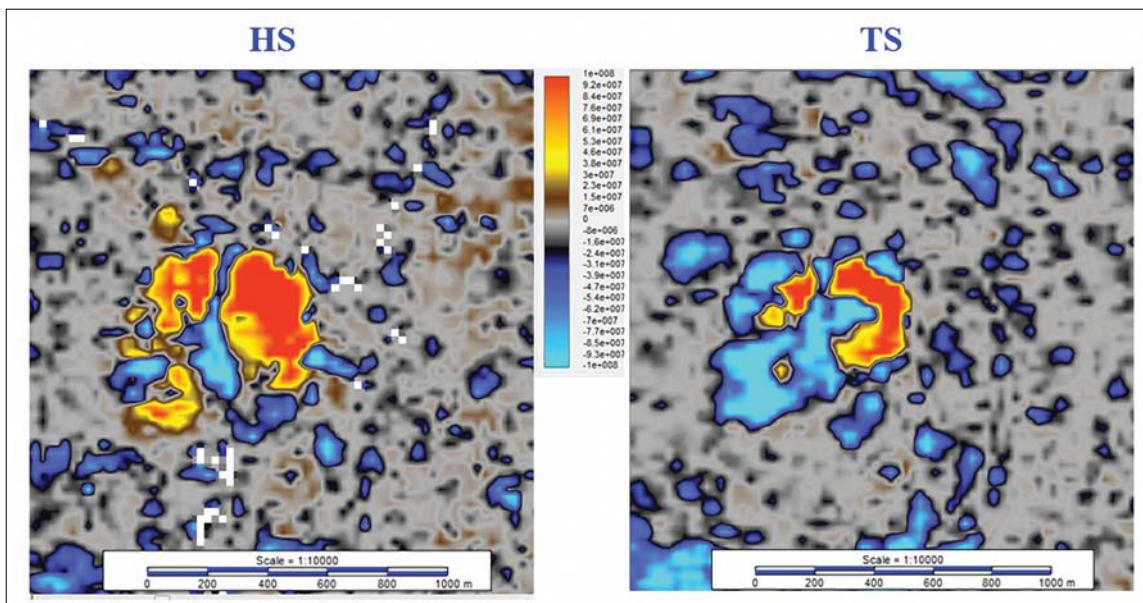 HS
TS
1e+008
9.2e+007
8.4e+007
7.6e+007
6.9e+007
6.1e+007
5.3e+007
4.6e+007
3.8e+007
3e+007
2.3e+007
1.5e+007
7e+006
0
-8e+006
-1.6e+007
-2.4e+007
-3.1e+007
-3.9e+007
-4.7e+007
-5.4e+007
-6.2e+007
-7e+007
-7.7e+007
-8.5e+007
-9.3e+007
-1e+008
Scale = 1:10000
0 200 400 600 800 1000 m
Scale = 1:10000
0 200 400 600 800 1000 m